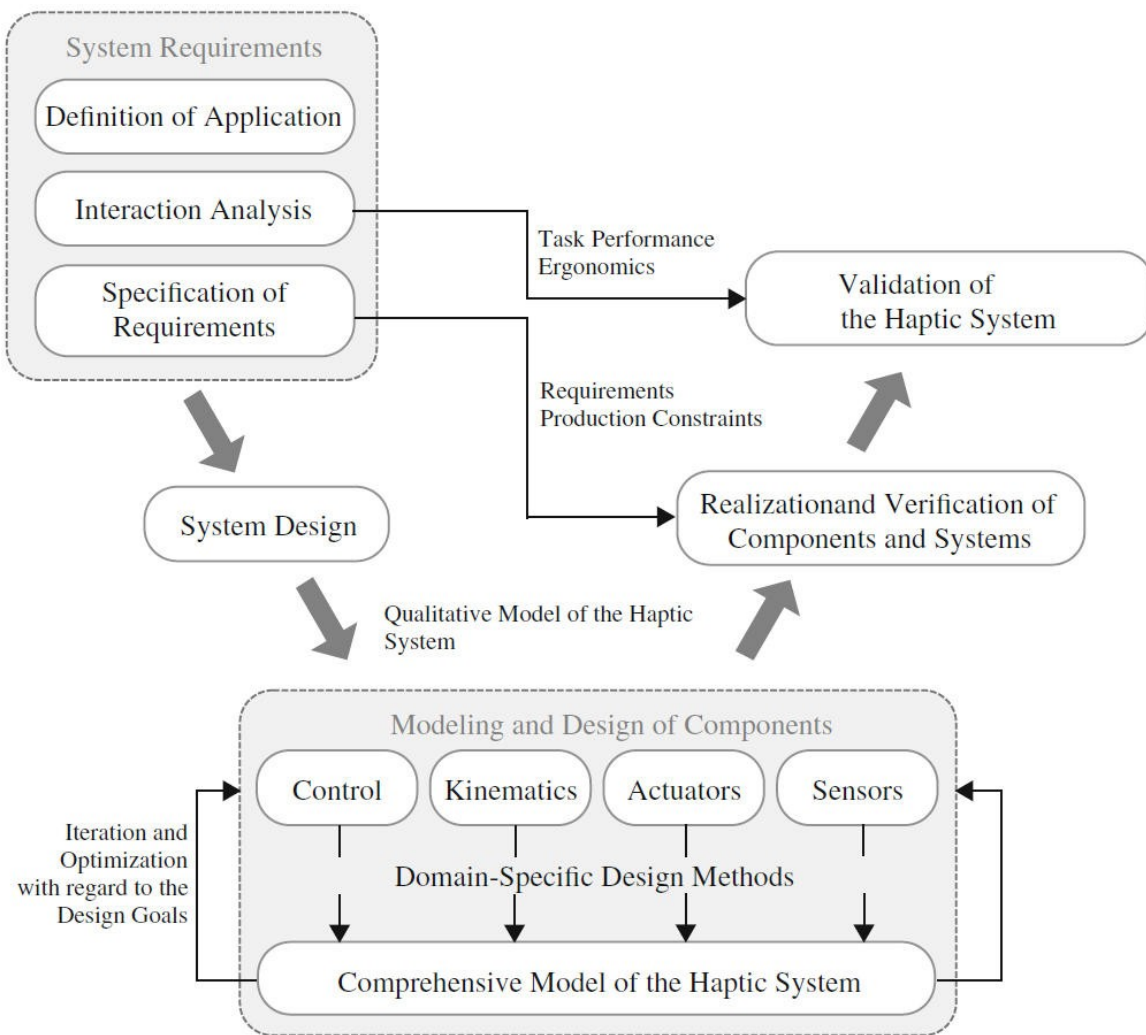 System Requirements
Definition of Application
Interaction Analysis
Specification of
Requirements
Task Performance
Ergonomics
Validation of
the Haptic System
Requirements
Production Constraints
System Design
Realizationand Verification of
Components and Systems
Qualitative Model of the Haptic
System
Modeling and Design of Components
Control
Kinematics
Actuators
Sensors
Iteration and
Optimization
with regard to the
Design Goals
Domain-Specific Design Methods
Comprehensive Model of the Haptic System